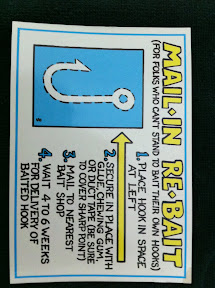 MAIL-IN RE-BAIT
(FOR FOLKS WHO CAN'T STAND TO BAIT THEIR OWN HOOKS)
1. PLACE HOOK IN SPACE
AT LEFT
2. SECURE IN PLACE WITH
GLUE, CHEWING GUM,
OR DUCT TAPE (BE SURE
TO COVER SHARP POINT)
3. MAIL TO NEAREST
BAIT SHOP
4. WAIT 4 TO 6 WEEKS
FOR DELIVERY OF
BAITED HOOK